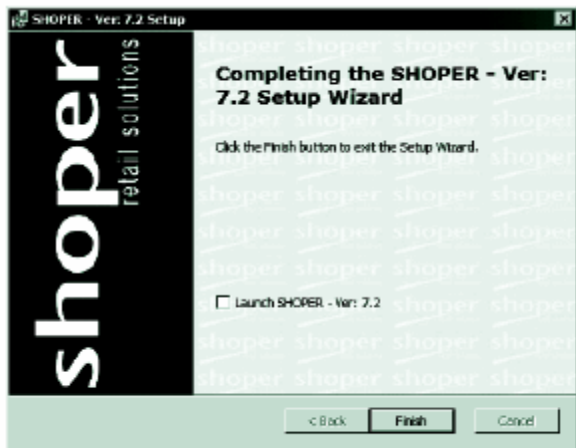 SHOPER - Ver: 7.2 Setup
shoper
retail solutions
Completing the SHOPER - Ver:
7.2 Setup Wizard
Click the Finish button to exit the Setup Wizard.
Launch SHOPER - Ver: 7.2
< Back
Finish
Cancel